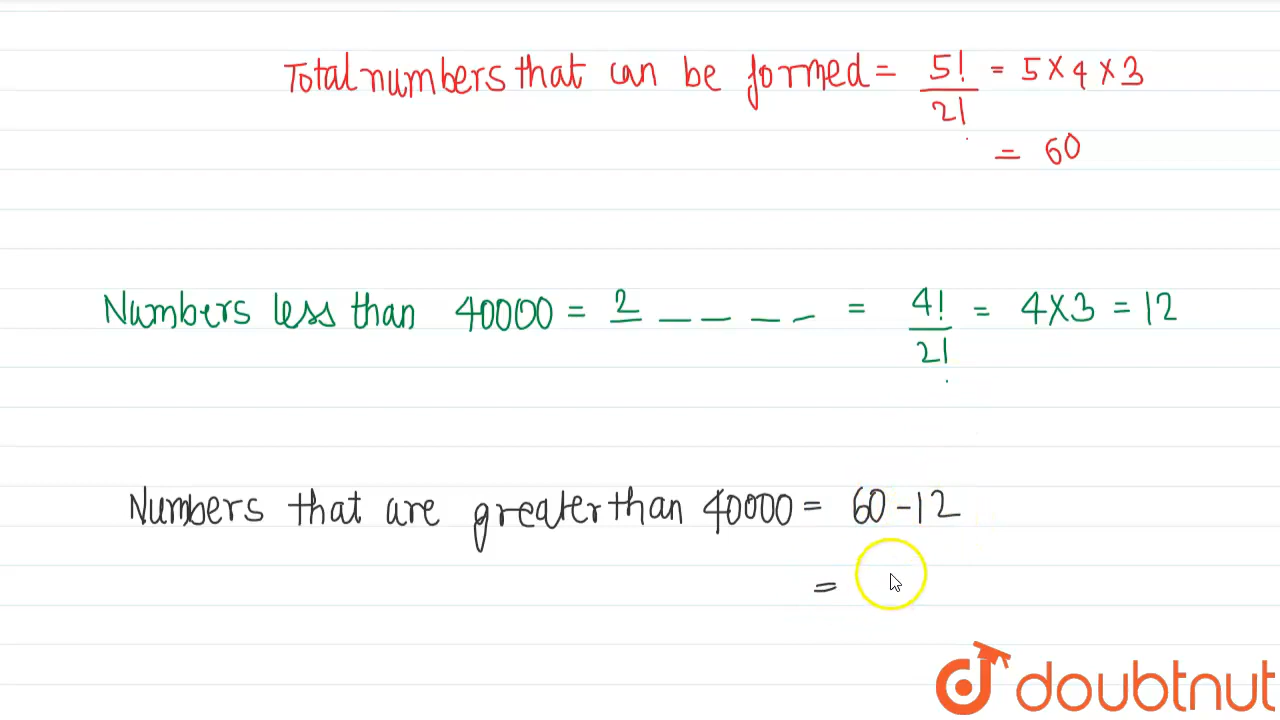 Total numbers that can be formed = 5!/2! = 5 × 4 × 3
= 60
Numbers less than 40000 = 2 _ _ _ _ = 4!/2! = 4×3 = 12
Numbers that are greater than 40000 = 60 - 12
=
doubtnut